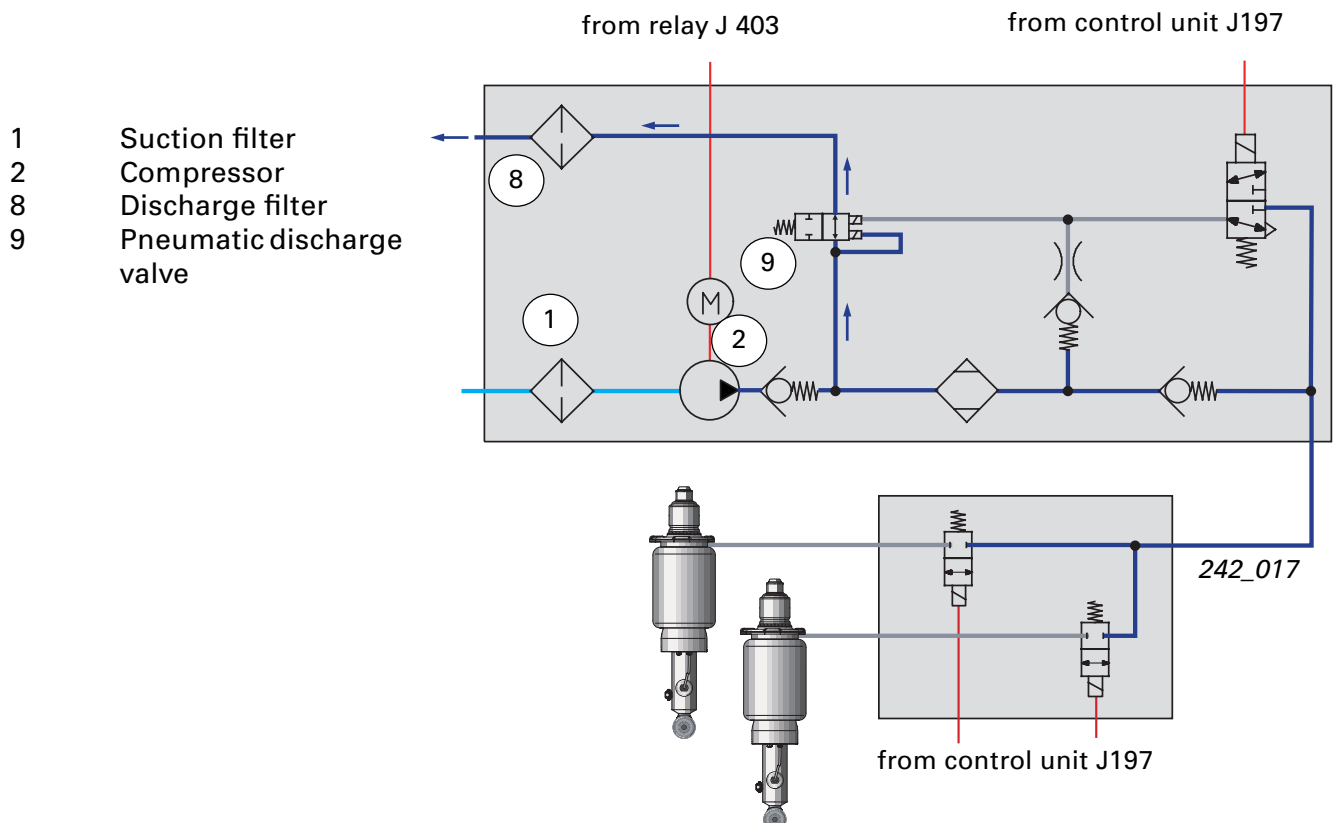 from relay J 403
from control unit J197
1 Suction filter
2 Compressor
8 Discharge filter
9 Pneumatic discharge
valve
8
9
1
M
2
242_017
from control unit J197